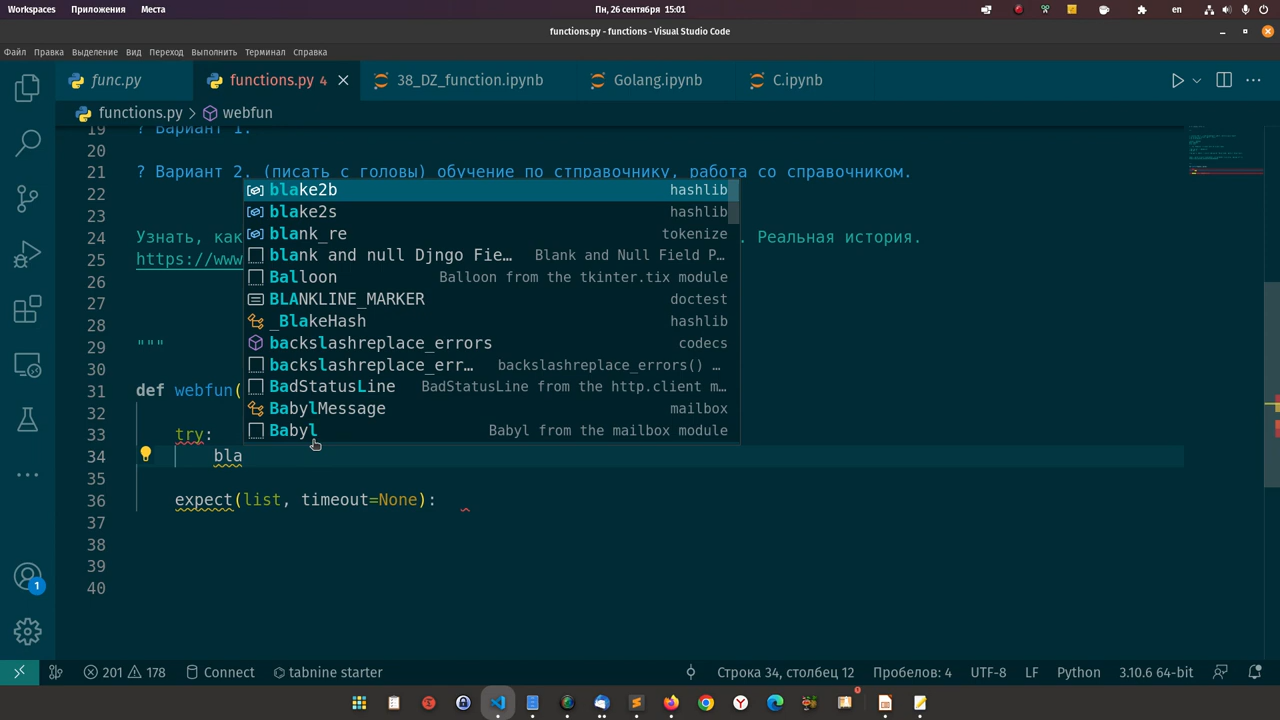 Workspaces Приложения Места Пн, 26 сентября 15:01 en
functions.py - functions - Visual Studio Code
Файл Правка Выделение Вид Переход Выполнить Терминал Справка
func.py functions.py 4 38_DZ_function.ipynb Golang.ipynb C.ipynb
functions.py > webfun
19 ? Вариант 1.
20
21 ? Вариант 2. (писать с головы) обучение по стправочнику, работа со справочником.
22
23
24 Узнать, как . Реальная история.
25 https://www
26
27
28
29 """
30
31 def webfun(
32
33 try:
34 bla
35
36 expect(list, timeout=None):
37
38
39
40
blake2b hashlib
blake2s hashlib
blank_re tokenize
blank and null Djngo Fie… Blank and Null Field P…
Balloon Balloon from the tkinter.tix module
BLANKLINE_MARKER doctest
_BlakeHash hashlib
backslashreplace_errors codecs
backslashreplace_err… backslashreplace_errors() …
BadStatusLine BadStatusLine from the http.client m…
BabylMessage mailbox
Babyl Babyl from the mailbox module
1
201 178 Connect tabnine starter Строка 34, столбец 12 Пробелов: 4 UTF-8 LF Python 3.10.6 64-bit